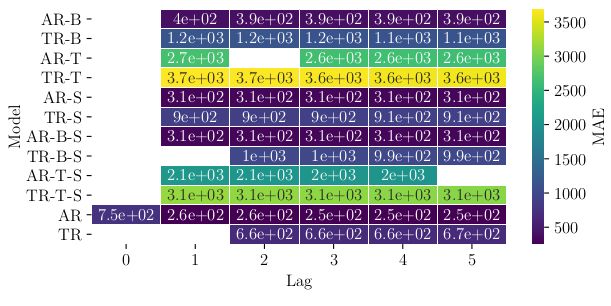 AR-B 4e+02 3.9e+02 3.9e+02 3.9e+02 3.9e+02
TR-B 1.2e+03 1.2e+03 1.2e+03 1.1e+03 1.1e+03
AR-T 2.7e+03 2.6e+03 2.6e+03 2.6e+03
TR-T 3.7e+03 3.7e+03 3.6e+03 3.6e+03 3.6e+03
AR-S 3.1e+02 3.1e+02 3.1e+02 3.1e+02 3.1e+02
TR-S 9e+02 9e+02 9e+02 9.1e+02 9.1e+02
AR-B-S 3.1e+02 3.1e+02 3.1e+02 3.1e+02 3.1e+02
TR-B-S 1e+03 1e+03 9.9e+02 9.9e+02
AR-T-S 2.1e+03 2.1e+03 2e+03 2e+03
TR-T-S 3.1e+03 3.1e+03 3.1e+03 3.1e+03 3.1e+03
AR 7.5e+02 2.6e+02 2.6e+02 2.5e+02 2.5e+02 2.5e+02
TR 6.6e+02 6.6e+02 6.6e+02 6.7e+02
0 1 2 3 4 5
Lag
Model
3500
3000
2500
2000
1500
1000
500
MAE